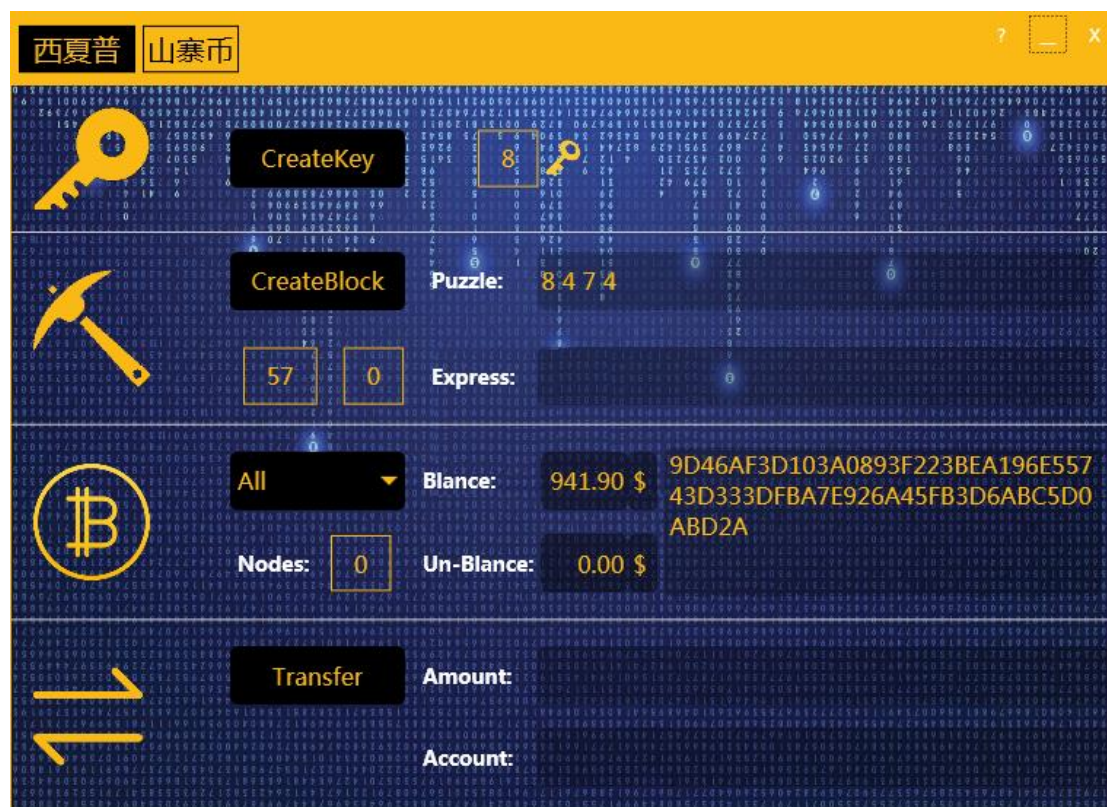 西夏普 山寨币 ? _ X
CreateKey 8
CreateBlock Puzzle: 8 4 7 4
57 0 Express:
All Blance: 941.90 $ 9D46AF3D103A0893F223BEA196E557
43D333DFBA7E926A45FB3D6ABC5D0
ABD2A
Nodes: 0 Un-Blance: 0.00 $
Transfer Amount:
Account: